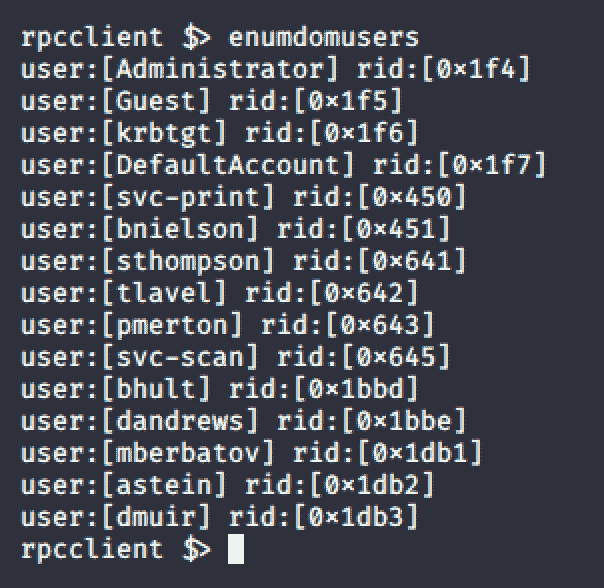 rpcclient $> enumdomusers
user:[Administrator] rid:[0x1f4]
user:[Guest] rid:[0x1f5]
user:[krbtgt] rid:[0x1f6]
user:[DefaultAccount] rid:[0x1f7]
user:[svc-print] rid:[0x450]
user:[bnielson] rid:[0x451]
user:[sthompson] rid:[0x641]
user:[tlavel] rid:[0x642]
user:[pmerton] rid:[0x643]
user:[svc-scan] rid:[0x645]
user:[bhult] rid:[0x1bbd]
user:[dandrews] rid:[0x1bbe]
user:[mberbatov] rid:[0x1db1]
user:[astein] rid:[0x1db2]
user:[dmuir] rid:[0x1db3]
rpcclient $>